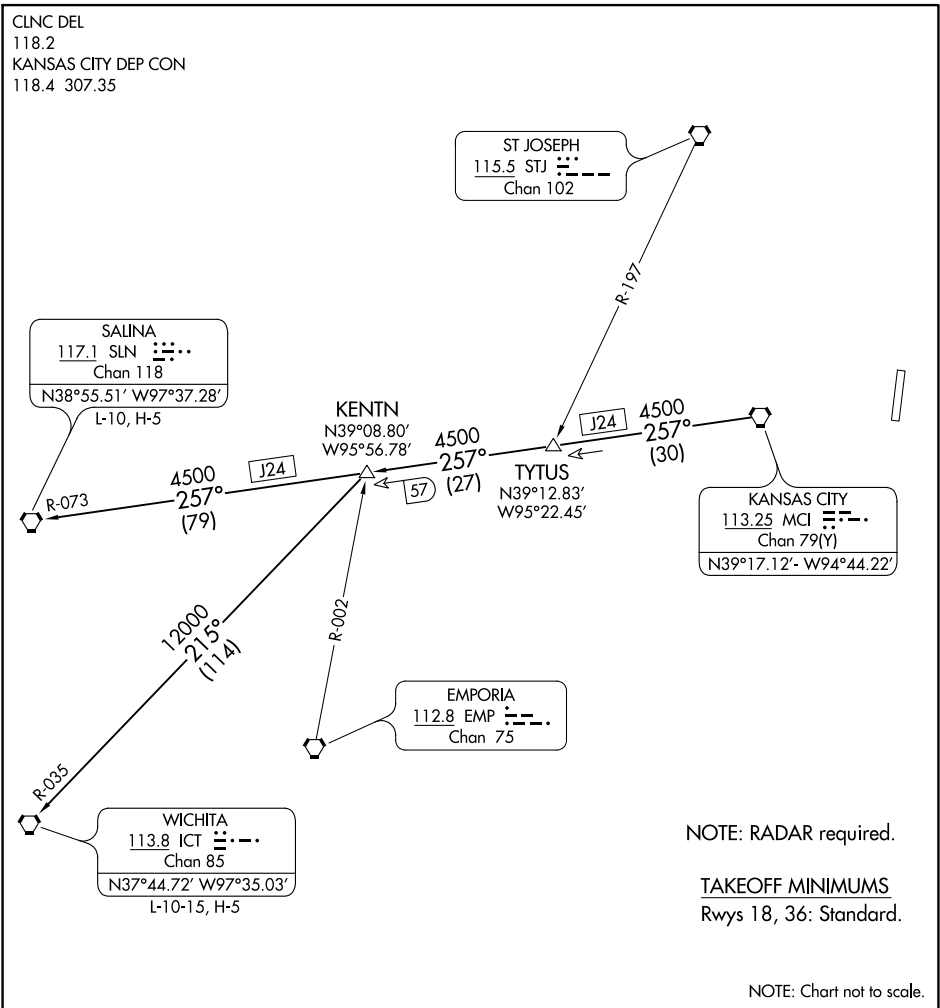 CLNC DEL
118.2
KANSAS CITY DEP CON
118.4 307.35
ST JOSEPH
115.5 STJ
Chan 102
R-197
SALINA
117.1 SLN
Chan 118
N38°55.51' W97°37.28'
L-10, H-5
KENTN
N39°08.80'
W95°56.78'
4500
257°
(27)
57
J24
4500
257°
(30)
TYTUS
N39°12.83'
W95°22.45'
KANSAS CITY
113.25 MCI
Chan 79(Y)
N39°17.12'- W94°44.22'
R-073
4500
257°
(79)
J24
12000
215°
(114)
R-002
EMPORIA
112.8 EMP
Chan 75
R-035
WICHITA
113.8 ICT
Chan 85
N37°44.72' W97°35.03'
L-10-15, H-5
NOTE: RADAR required.
TAKEOFF MINIMUMS
Rwys 18, 36: Standard.
NOTE: Chart not to scale.